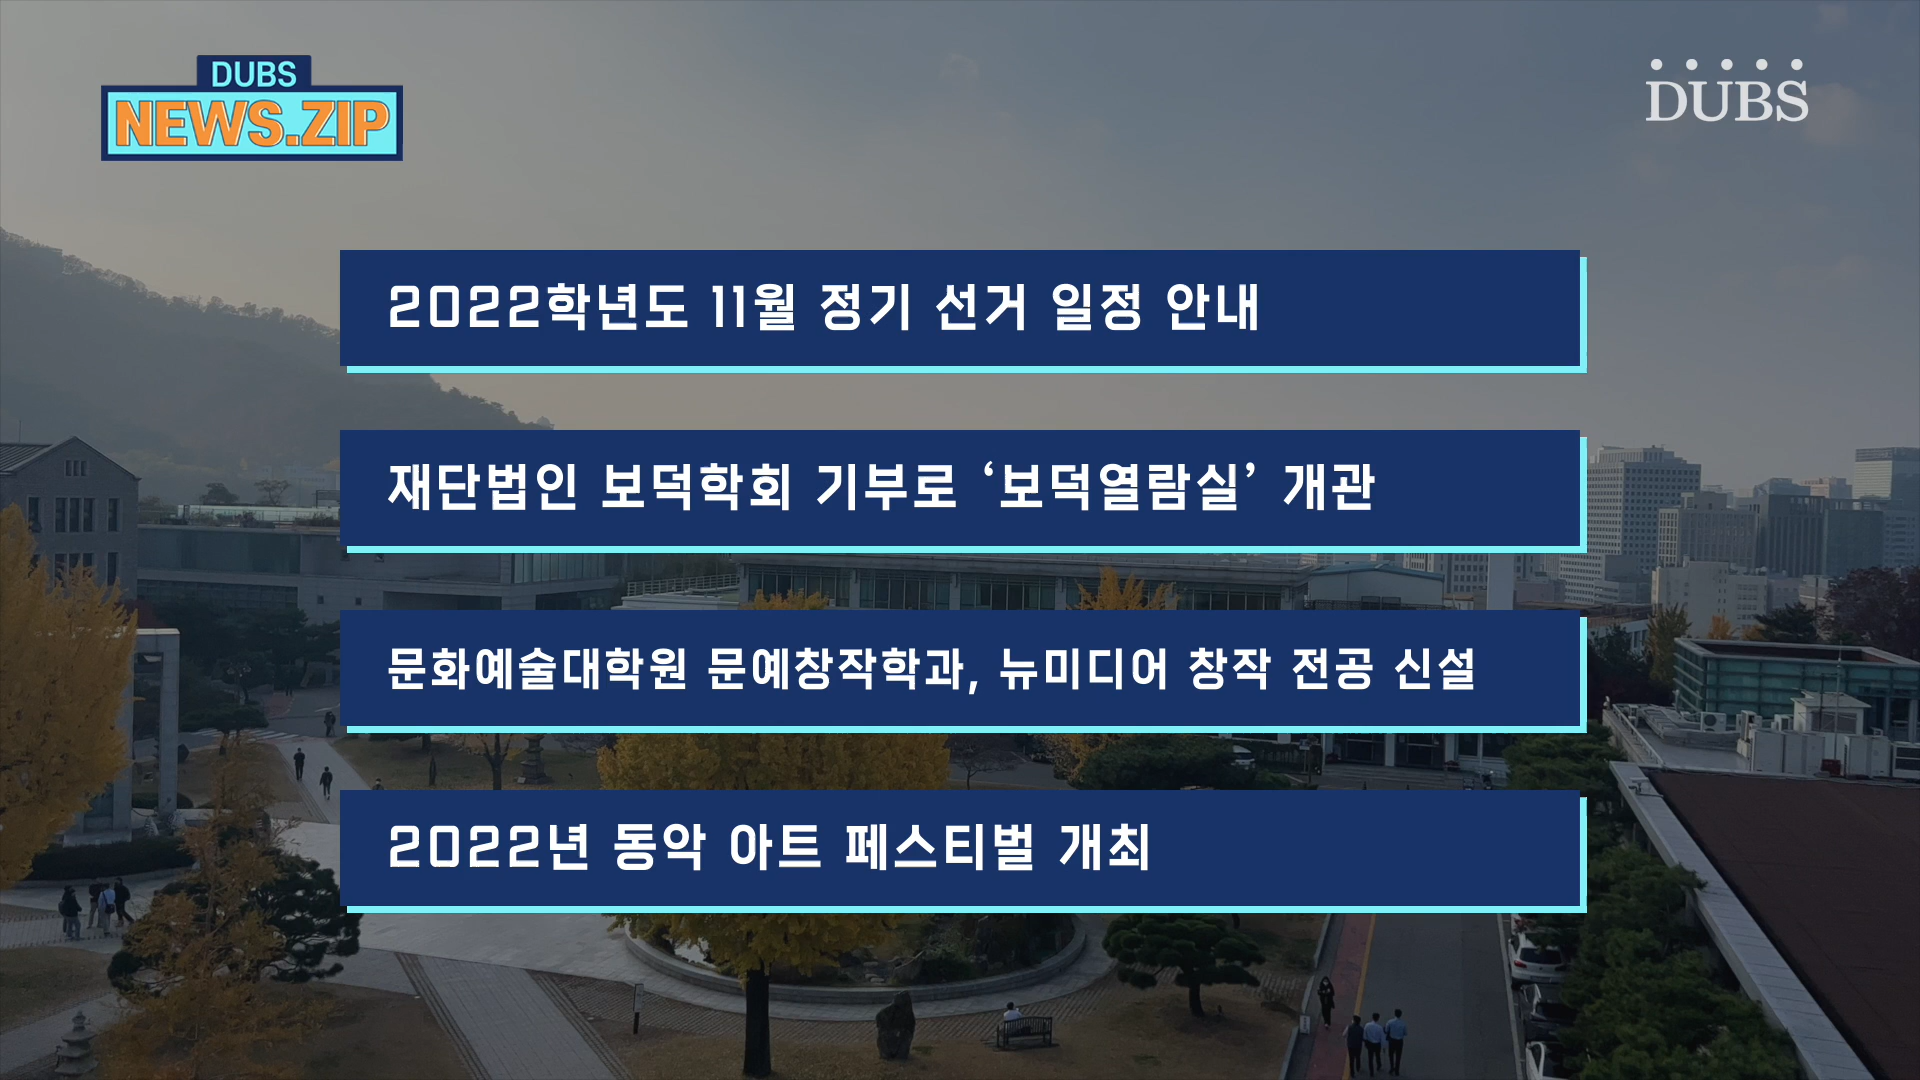 DUBS
NEWS.ZIP
DUBS
2022학년도 11월 정기 선거 일정 안내
재단법인 보덕학회 기부로 ‘보덕열람실’ 개관
문화예술대학원 문예창작학과, 뉴미디어 창작 전공 신설
2022년 동악 아트 페스티벌 개최